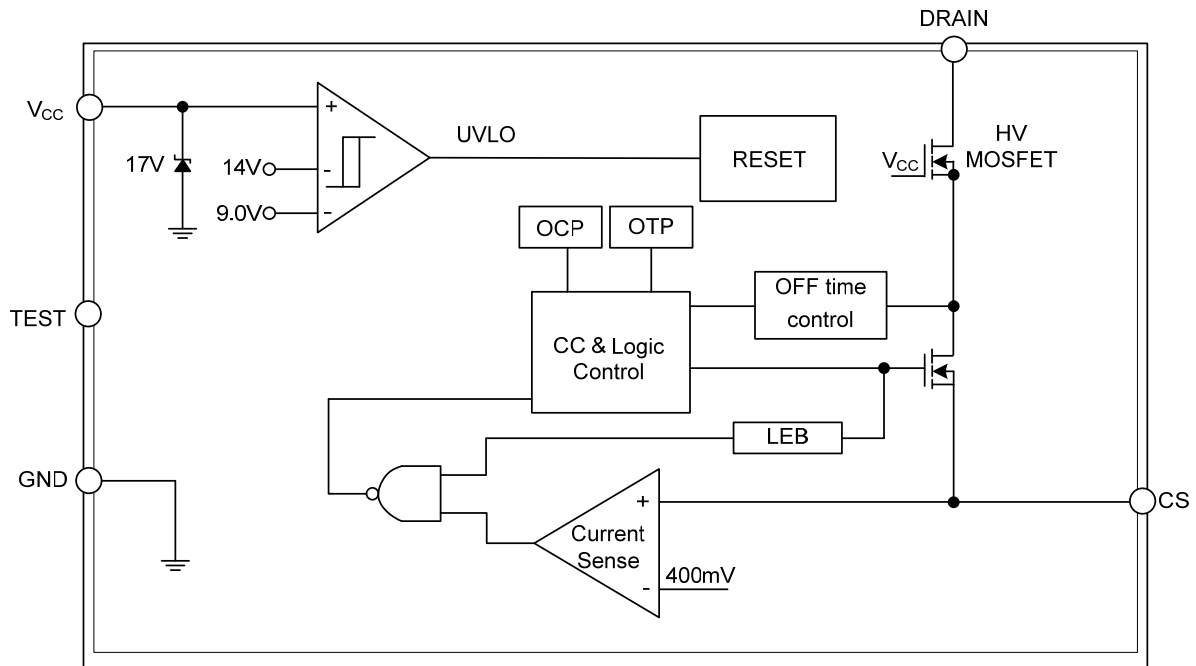 DRAIN
VCC
17V
+
14V
-
9.0V
-
UVLO
RESET
VCC
HV
MOSFET
OCP
OTP
TEST
OFF time
control
CC & Logic
Control
LEB
GND
+
Current
Sense
-
400mV
CS